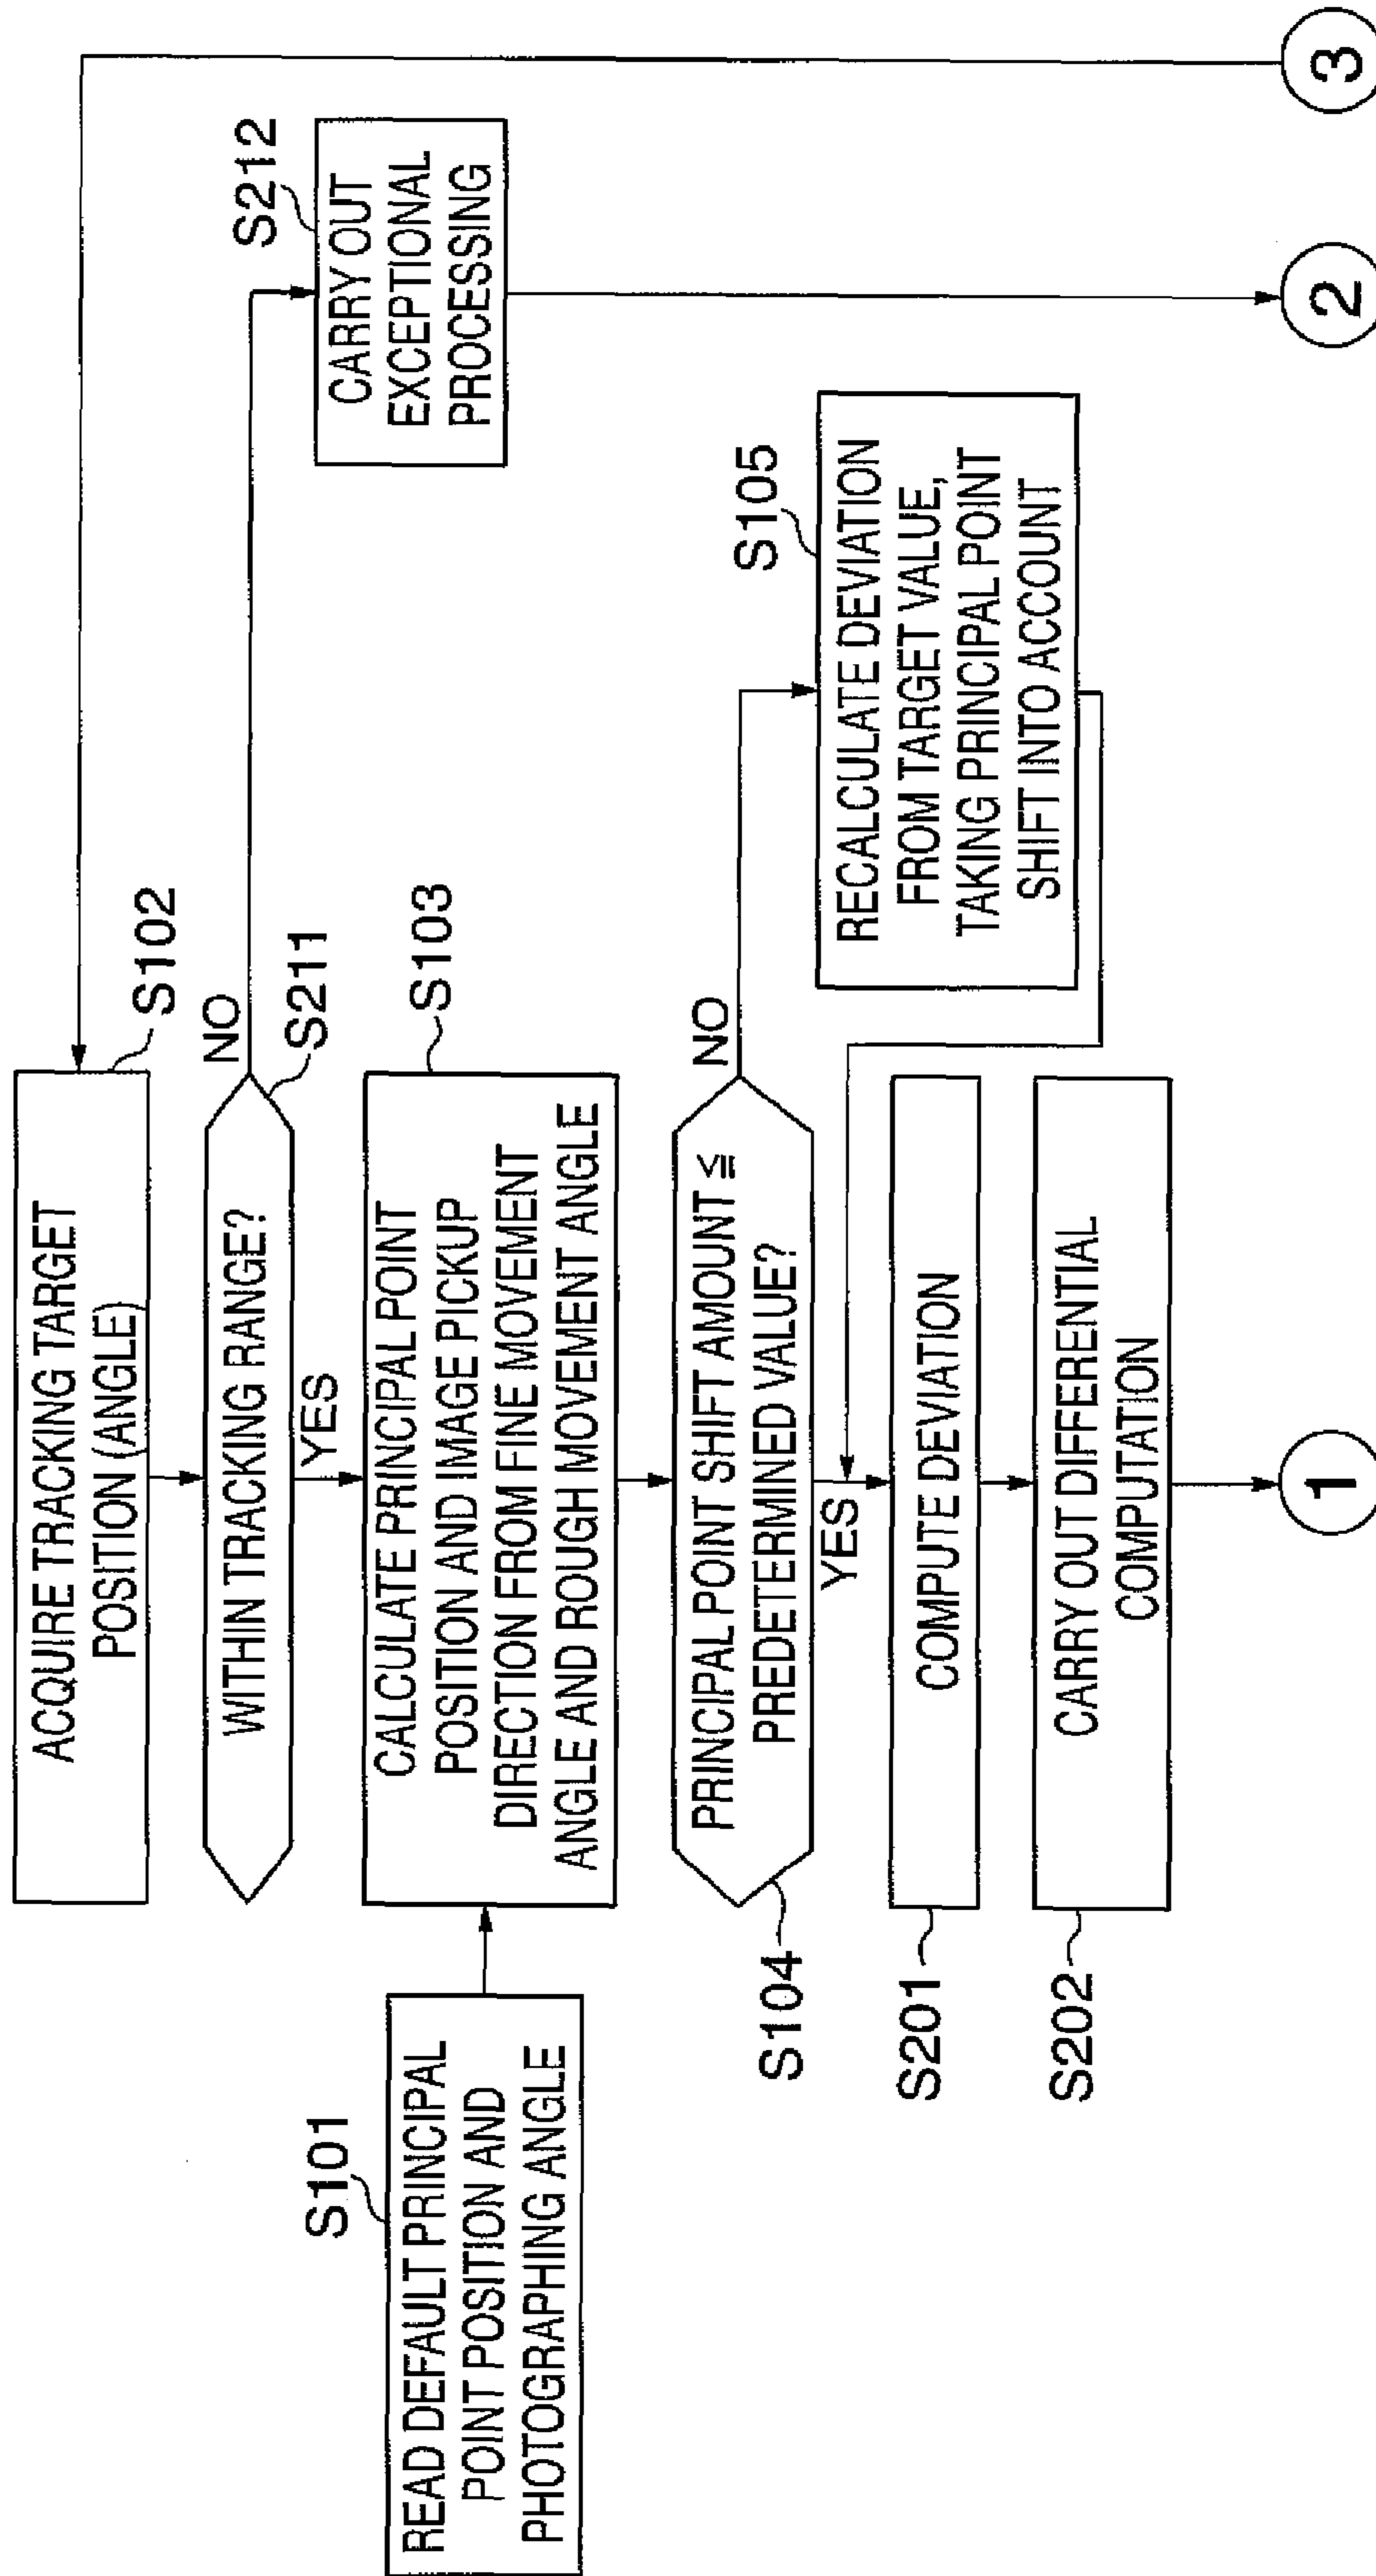 S102
ACQUIRE TRACKING TARGET
POSITION (ANGLE)
NO
S211
WITHIN TRACKING RANGE?
YES
S212
CARRY OUT
EXCEPTIONAL
PROCESSING
S101
READ DEFAULT PRINCIPAL
POINT POSITION AND
PHOTOGRAPHING ANGLE
S103
CALCULATE PRINCIPAL POINT
POSITION AND IMAGE PICKUP
DIRECTION FROM FINE MOVEMENT
ANGLE AND ROUGH MOVEMENT ANGLE
S104
PRINCIPAL POINT SHIFT AMOUNT ≦
PREDETERMINED VALUE?
NO
YES
S105
RECALCULATE DEVIATION
FROM TARGET VALUE,
TAKING PRINCIPAL POINT
SHIFT INTO ACCOUNT
S201
COMPUTE DEVIATION
S202
CARRY OUT DIFFERENTIAL
COMPUTATION
1
2
3